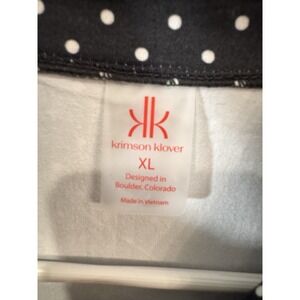 krimson klover
XL
Designed in
Boulder, Colorado
Made in Vietnam